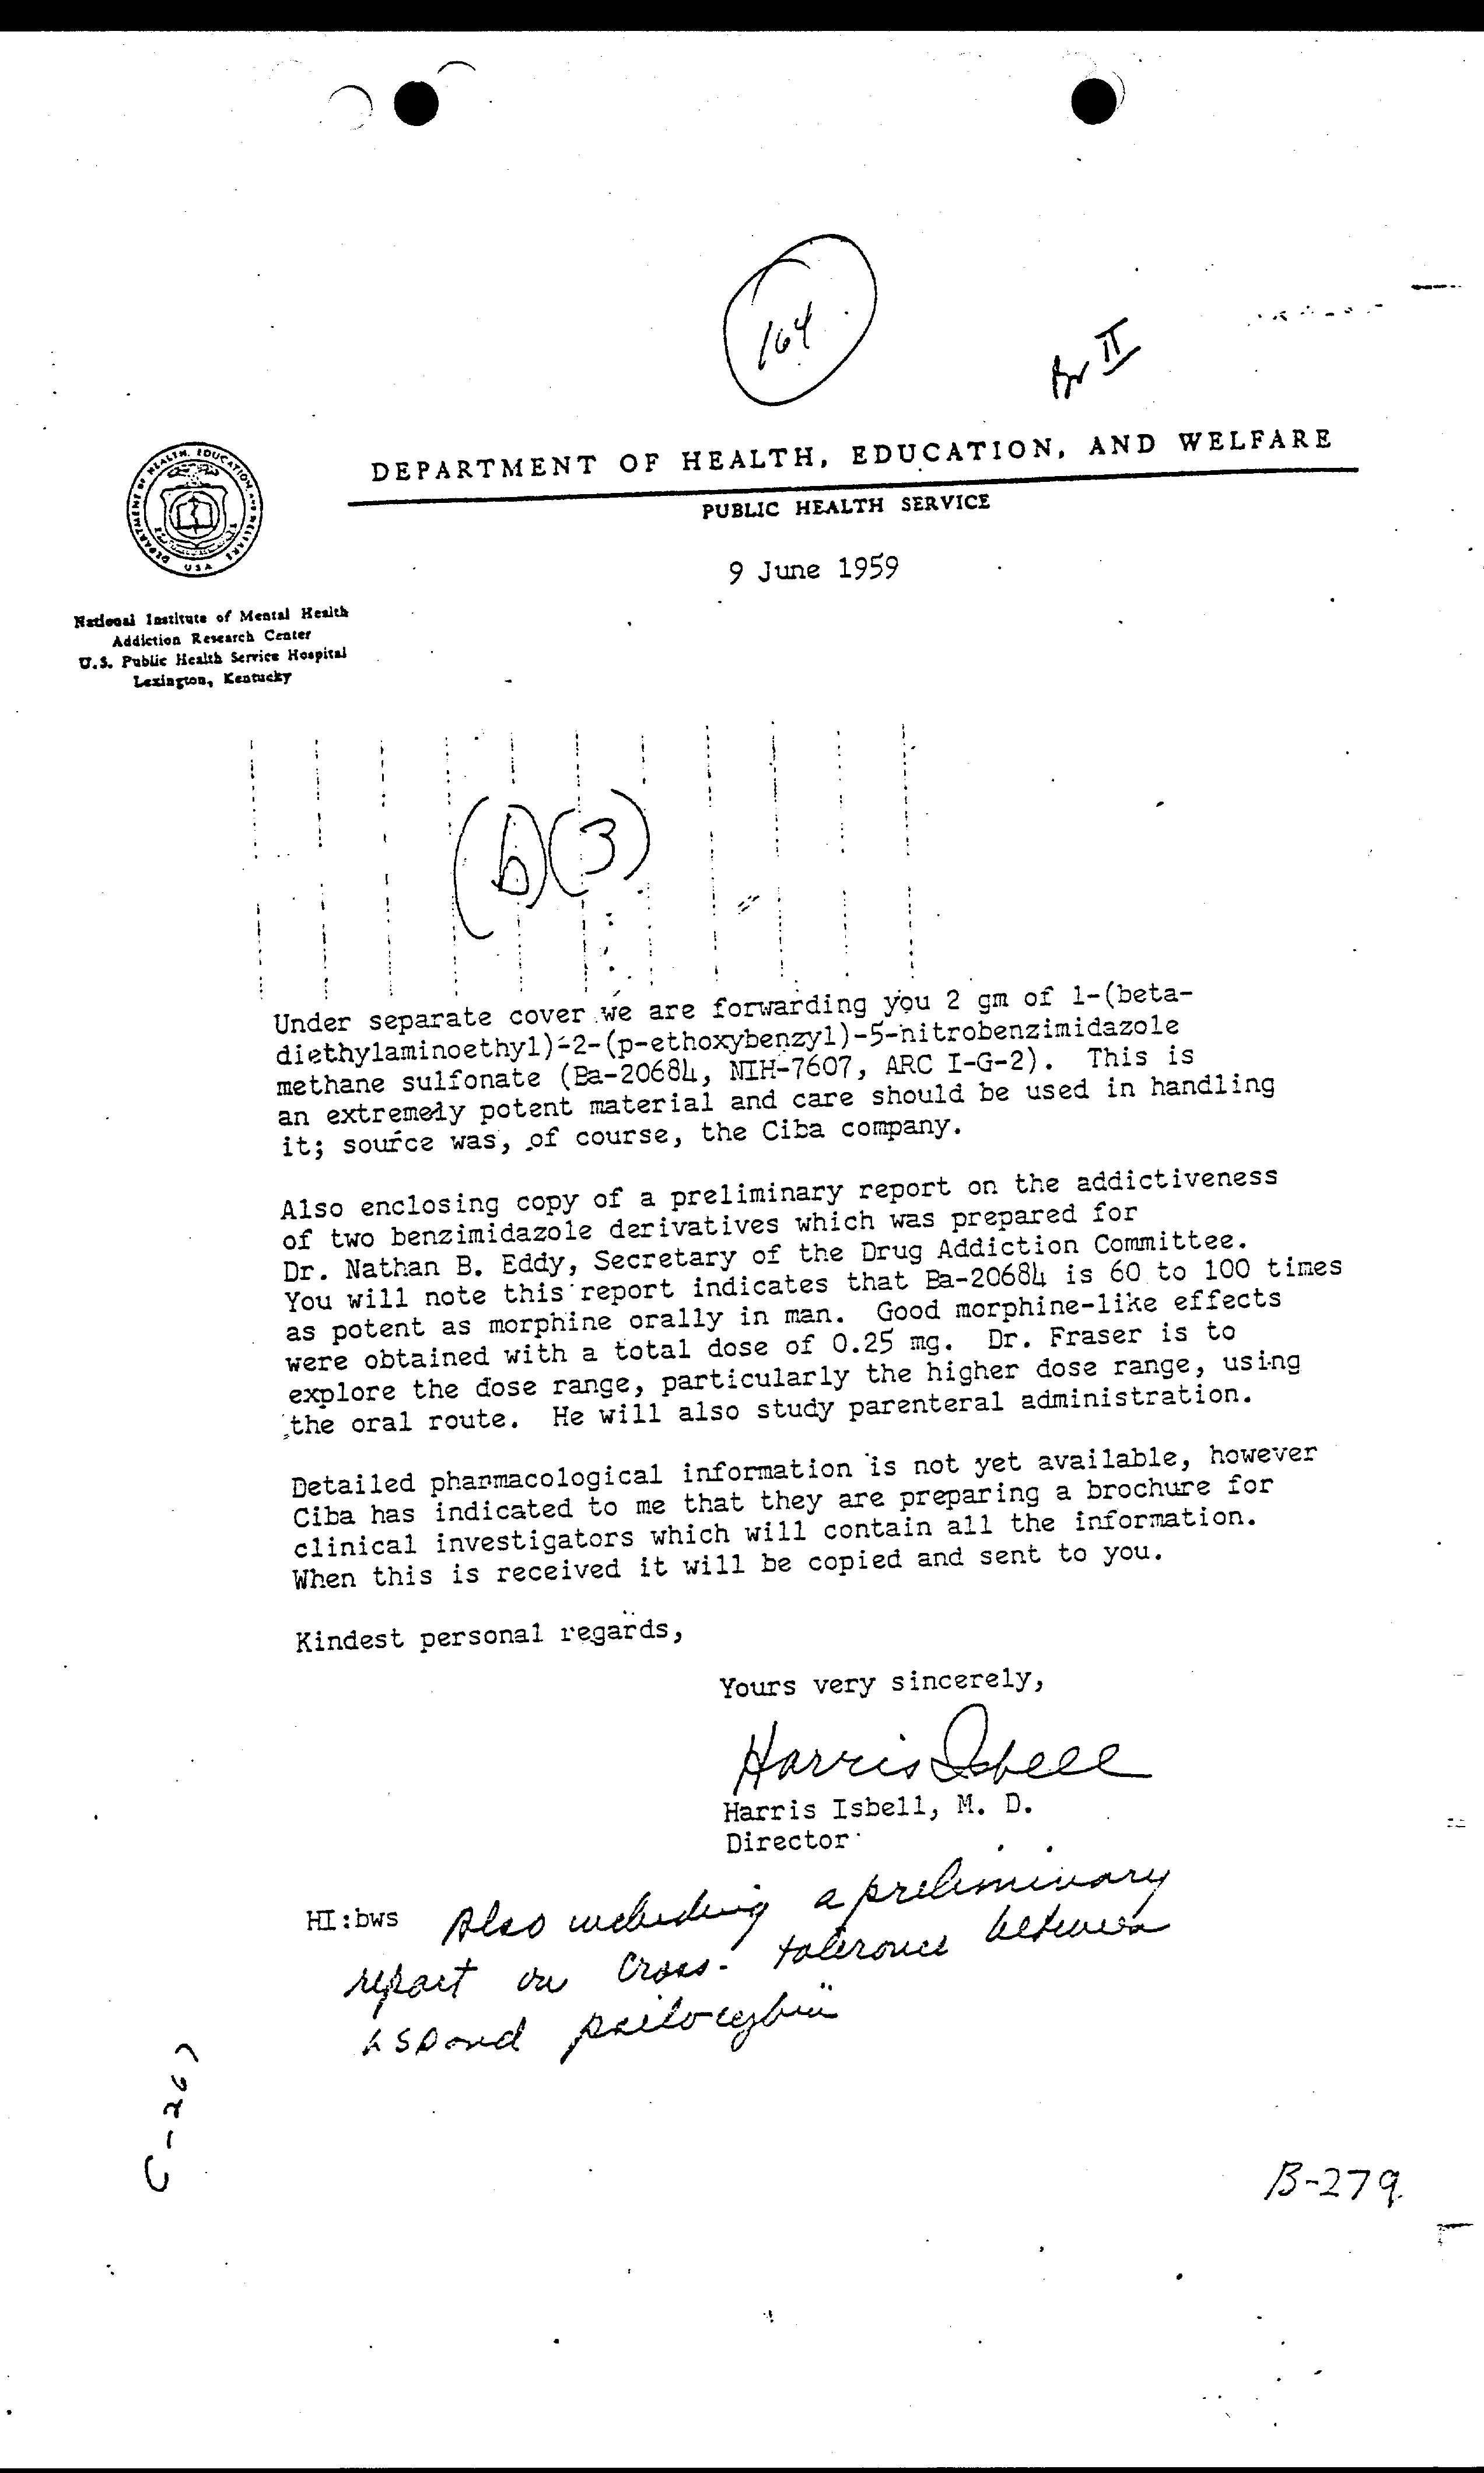 164
II
DEPARTMENT OF HEALTH, EDUCATION, AND WELFARE
PUBLIC HEALTH SERVICE
DEPARTMENT OF HEALTH, EDUCATION, AND WELFARE
USA
9 June 1959
National Institute of Mental Health
Addiction Research Center
U.S. Public Health Service Hospital
Lexington, Kentucky
(b)(3)
Under separate cover we are forwarding you 2 gm of 1-(beta-
diethylaminoethyl)-2-(p-ethoxybenzyl)-5-nitrobenzimidazole
methane sulfonate (Ba-20684, NIH-7607, ARC I-G-2). This is
an extremely potent material and care should be used in handling
it; source was, of course, the Ciba company.
Also enclosing copy of a preliminary report on the addictiveness
of two benzimidazole derivatives which was prepared for
Dr. Nathan B. Eddy, Secretary of the Drug Addiction Committee.
You will note this report indicates that Ba-20684 is 60 to 100 times
as potent as morphine orally in man. Good morphine-like effects
were obtained with a total dose of 0.25 mg. Dr. Fraser is to
explore the dose range, particularly the higher dose range, using
the oral route. He will also study parenteral administration.
Detailed pharmacological information is not yet available, however
Ciba has indicated to me that they are preparing a brochure for
clinical investigators which will contain all the information.
When this is received it will be copied and sent to you.
Kindest personal regards,
Yours very sincerely,
Harris Isbell
Harris Isbell, M. D.
Director
HI:bws
Also including a preliminary
report on cross-tolerance between
LSD and psilocybin
C-267
B-279